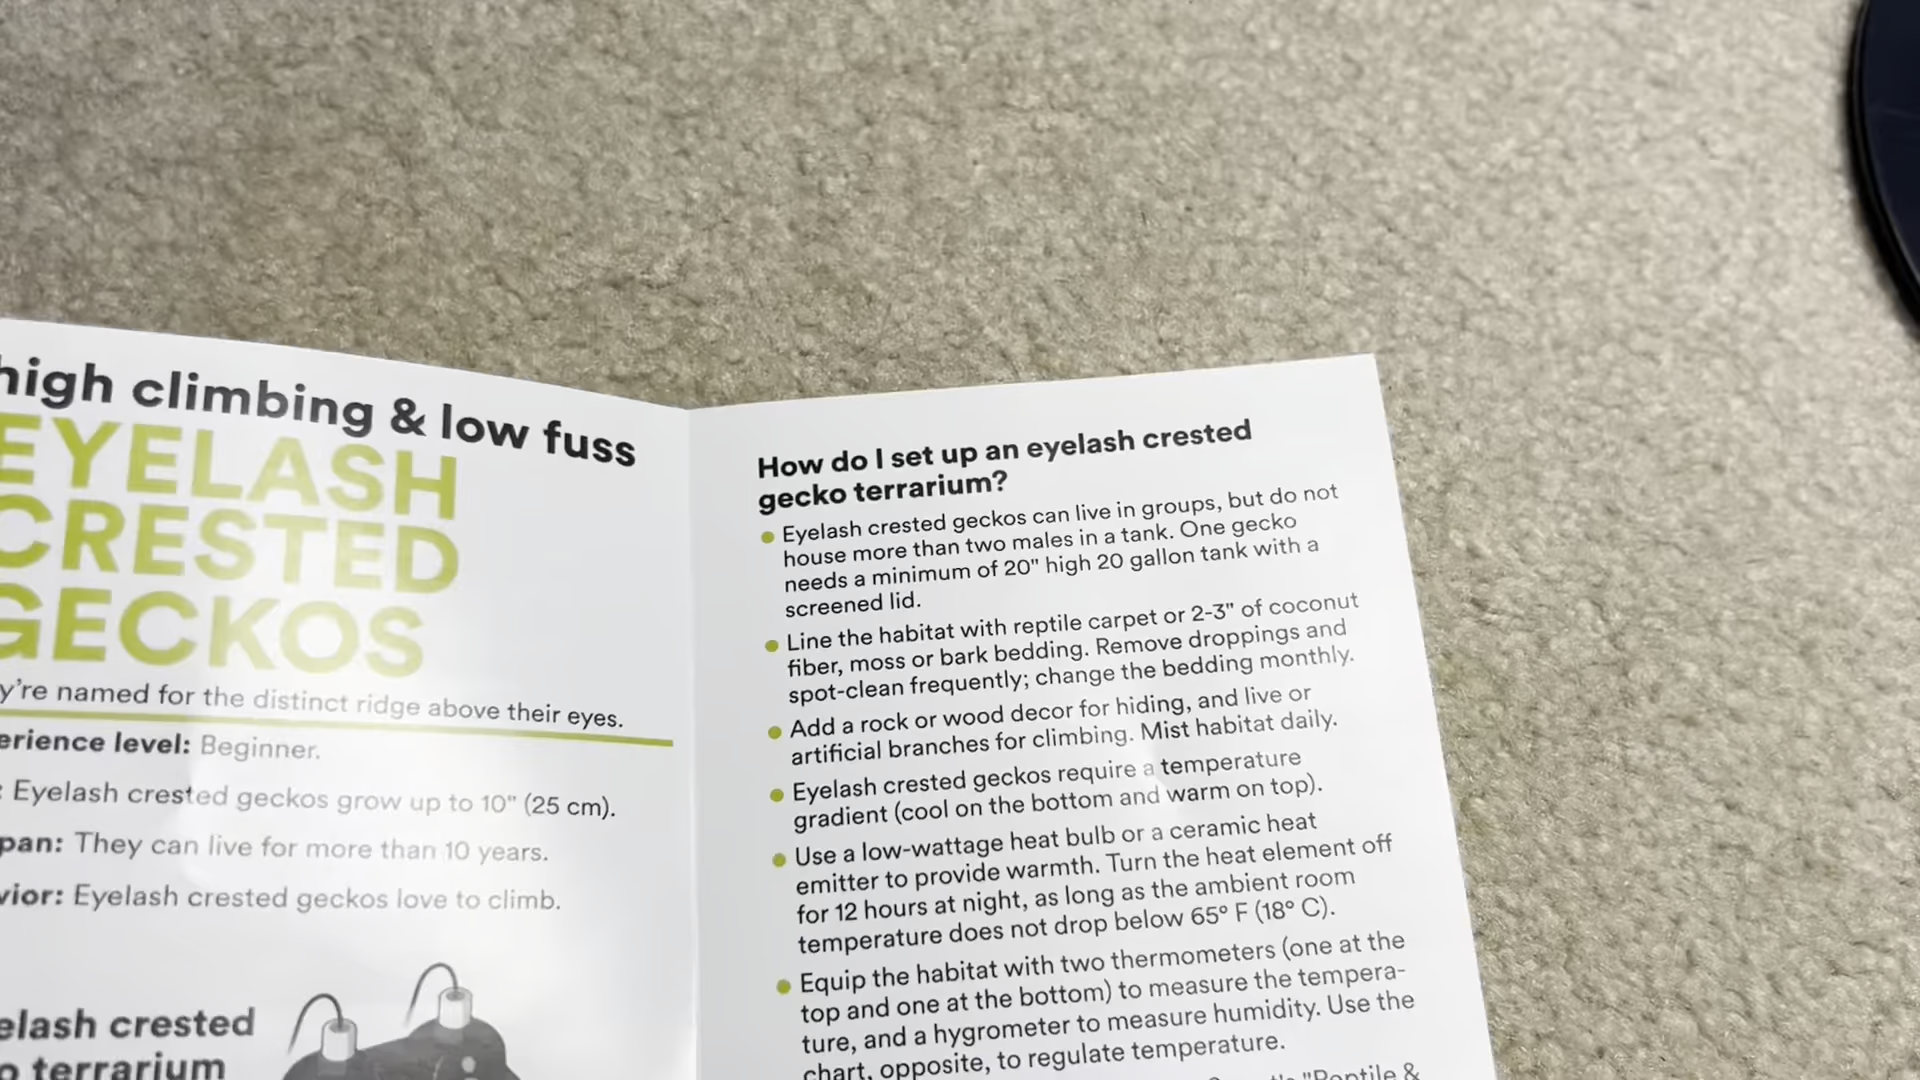 high climbing & low fuss
EYELASH
CRESTED
GECKOS
y're named for the distinct ridge above their eyes.
erience level: Beginner.
: Eyelash crested geckos grow up to 10" (25 cm).
pan: They can live for more than 10 years.
vior: Eyelash crested geckos love to climb.
elash crested
o terrarium
How do I set up an eyelash crested
gecko terrarium?
Eyelash crested geckos can live in groups, but do not
house more than two males in a tank. One gecko
needs a minimum of 20" high 20 gallon tank with a
screened lid.
Line the habitat with reptile carpet or 2-3" of coconut
fiber, moss or bark bedding. Remove droppings and
spot-clean frequently; change the bedding monthly.
Add a rock or wood decor for hiding, and live or
artificial branches for climbing. Mist habitat daily.
Eyelash crested geckos require a temperature
gradient (cool on the bottom and warm on top).
Use a low-wattage heat bulb or a ceramic heat
emitter to provide warmth. Turn the heat element off
for 12 hours at night, as long as the ambient room
temperature does not drop below 65° F (18° C).
Equip the habitat with two thermometers (one at the
top and one at the bottom) to measure the tempera-
ture, and a hygrometer to measure humidity. Use the
chart, opposite, to regulate temperature.
"Reptile &